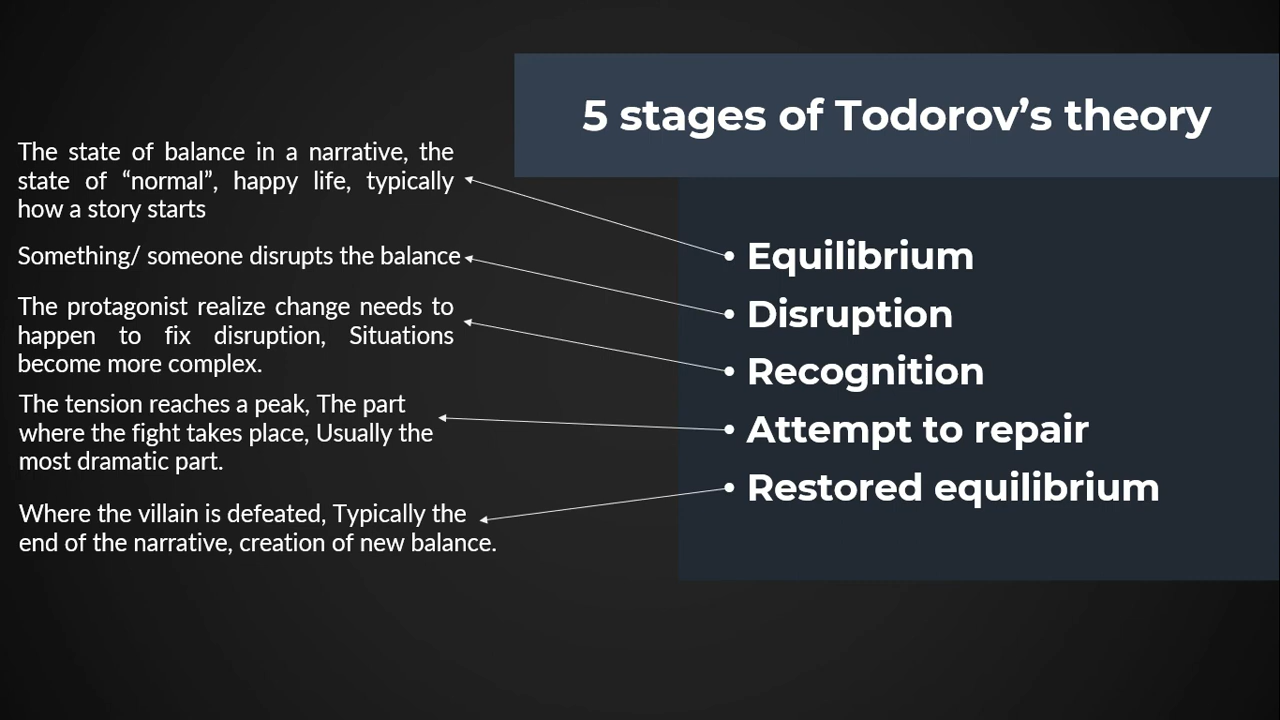 5 stages of Todorov's theory
The state of balance in a narrative, the
state of “normal”, happy life, typically
how a story starts
Something/ someone disrupts the balance
The protagonist realize change needs to
happen to fix disruption, Situations
become more complex.
The tension reaches a peak, The part
where the fight takes place, Usually the
most dramatic part.
Where the villain is defeated, Typically the
end of the narrative, creation of new balance.
• Equilibrium
• Disruption
• Recognition
• Attempt to repair
• Restored equilibrium